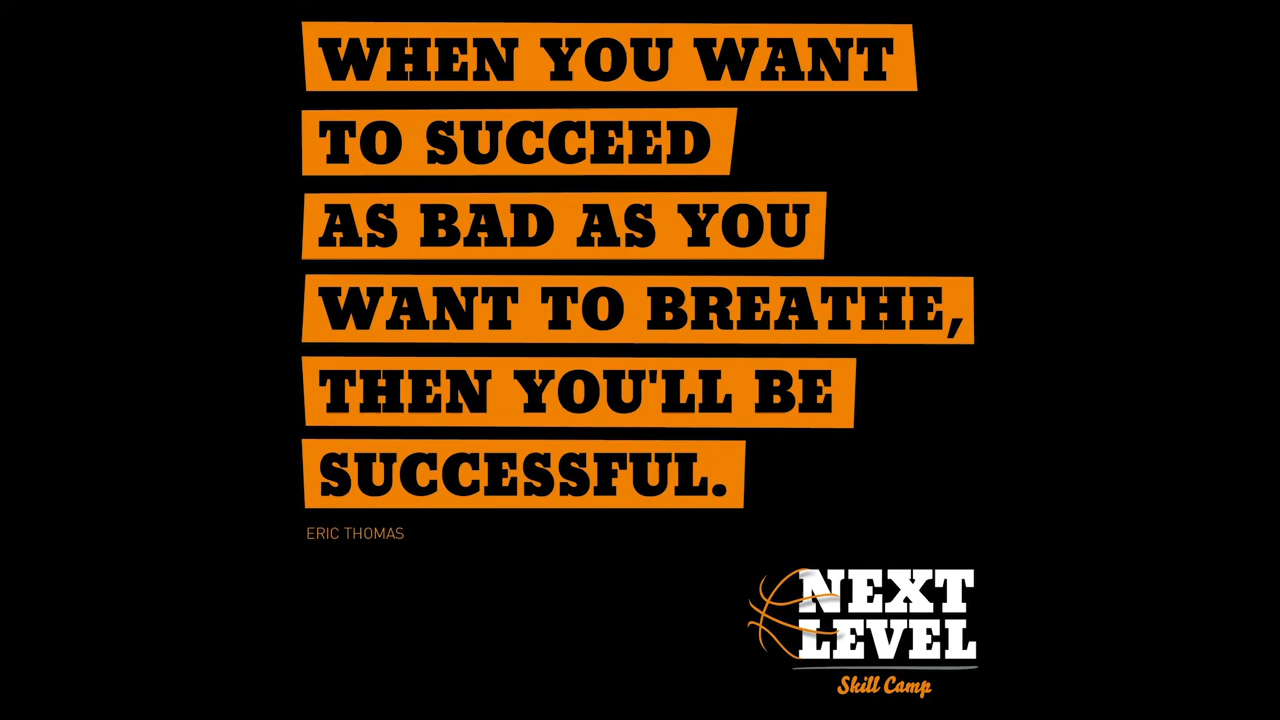 WHEN YOU WANT
TO SUCCEED
AS BAD AS YOU
WANT TO BREATHE,
THEN YOU'LL BE
SUCCESSFUL.
ERIC THOMAS
NEXT
LEVEL
Skill Camp